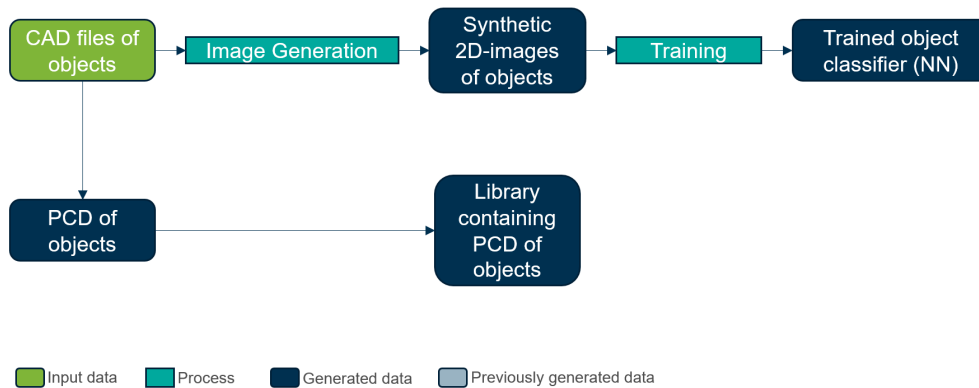 CAD files of
objects
Image Generation
Synthetic
2D-images
of objects
Training
Trained object
classifier (NN)
PCD of
objects
Library
containing
PCD of
objects
Input data
Process
Generated data
Previously generated data